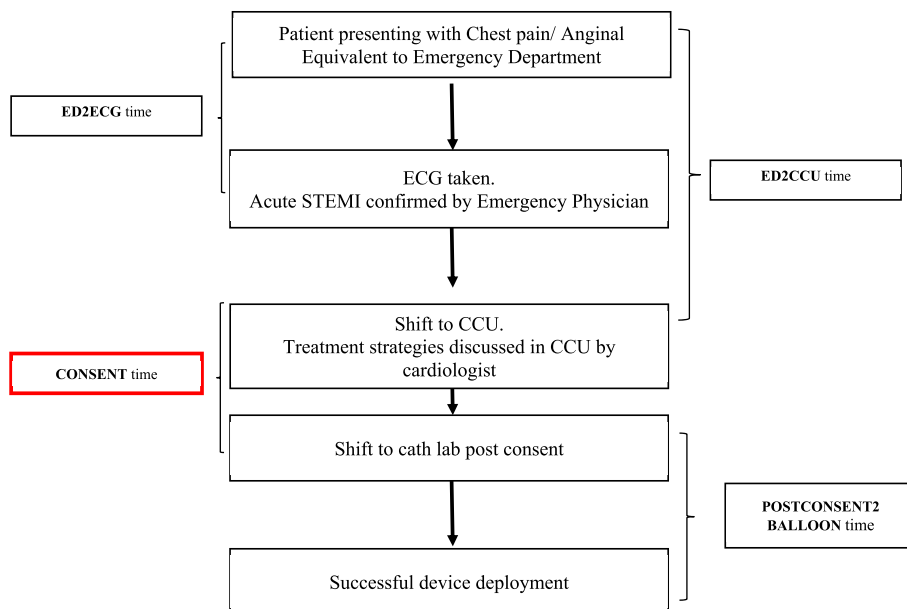 Patient presenting with Chest pain/ Anginal
Equivalent to Emergency Department
ED2ECG time
ECG taken.
Acute STEMI confirmed by Emergency Physician
ED2CCU time
Shift to CCU.
Treatment strategies discussed in CCU by
cardiologist
CONSENT time
Shift to cath lab post consent
POSTCONSENT2
BALLOON time
Successful device deployment